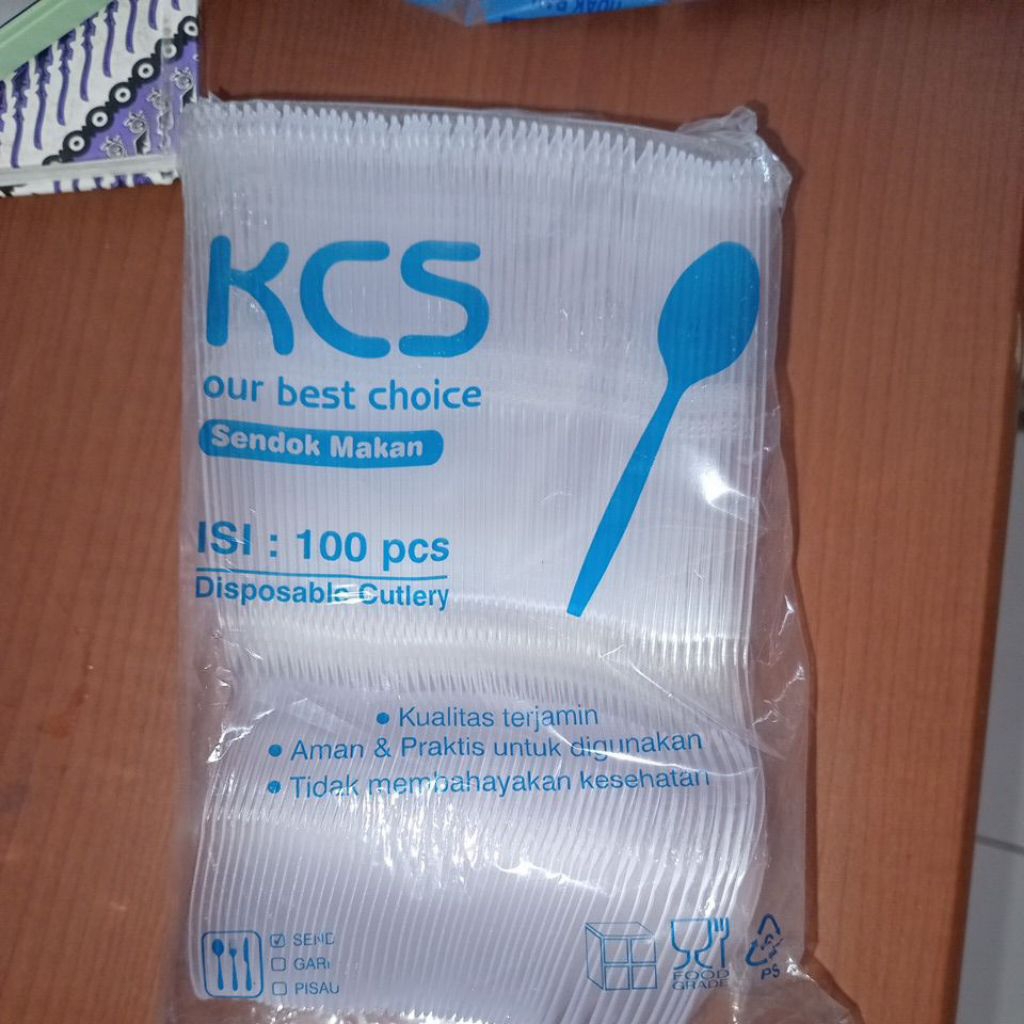 KCS
our best choice
Sendok Makan
ISI : 100 pcs
Disposable Cutlery
• Kualitas terjamin
• Aman & Praktis untuk digunakan
• Tidak membahayakan kesehatan
PISAU
FOOD
GRADE
PS